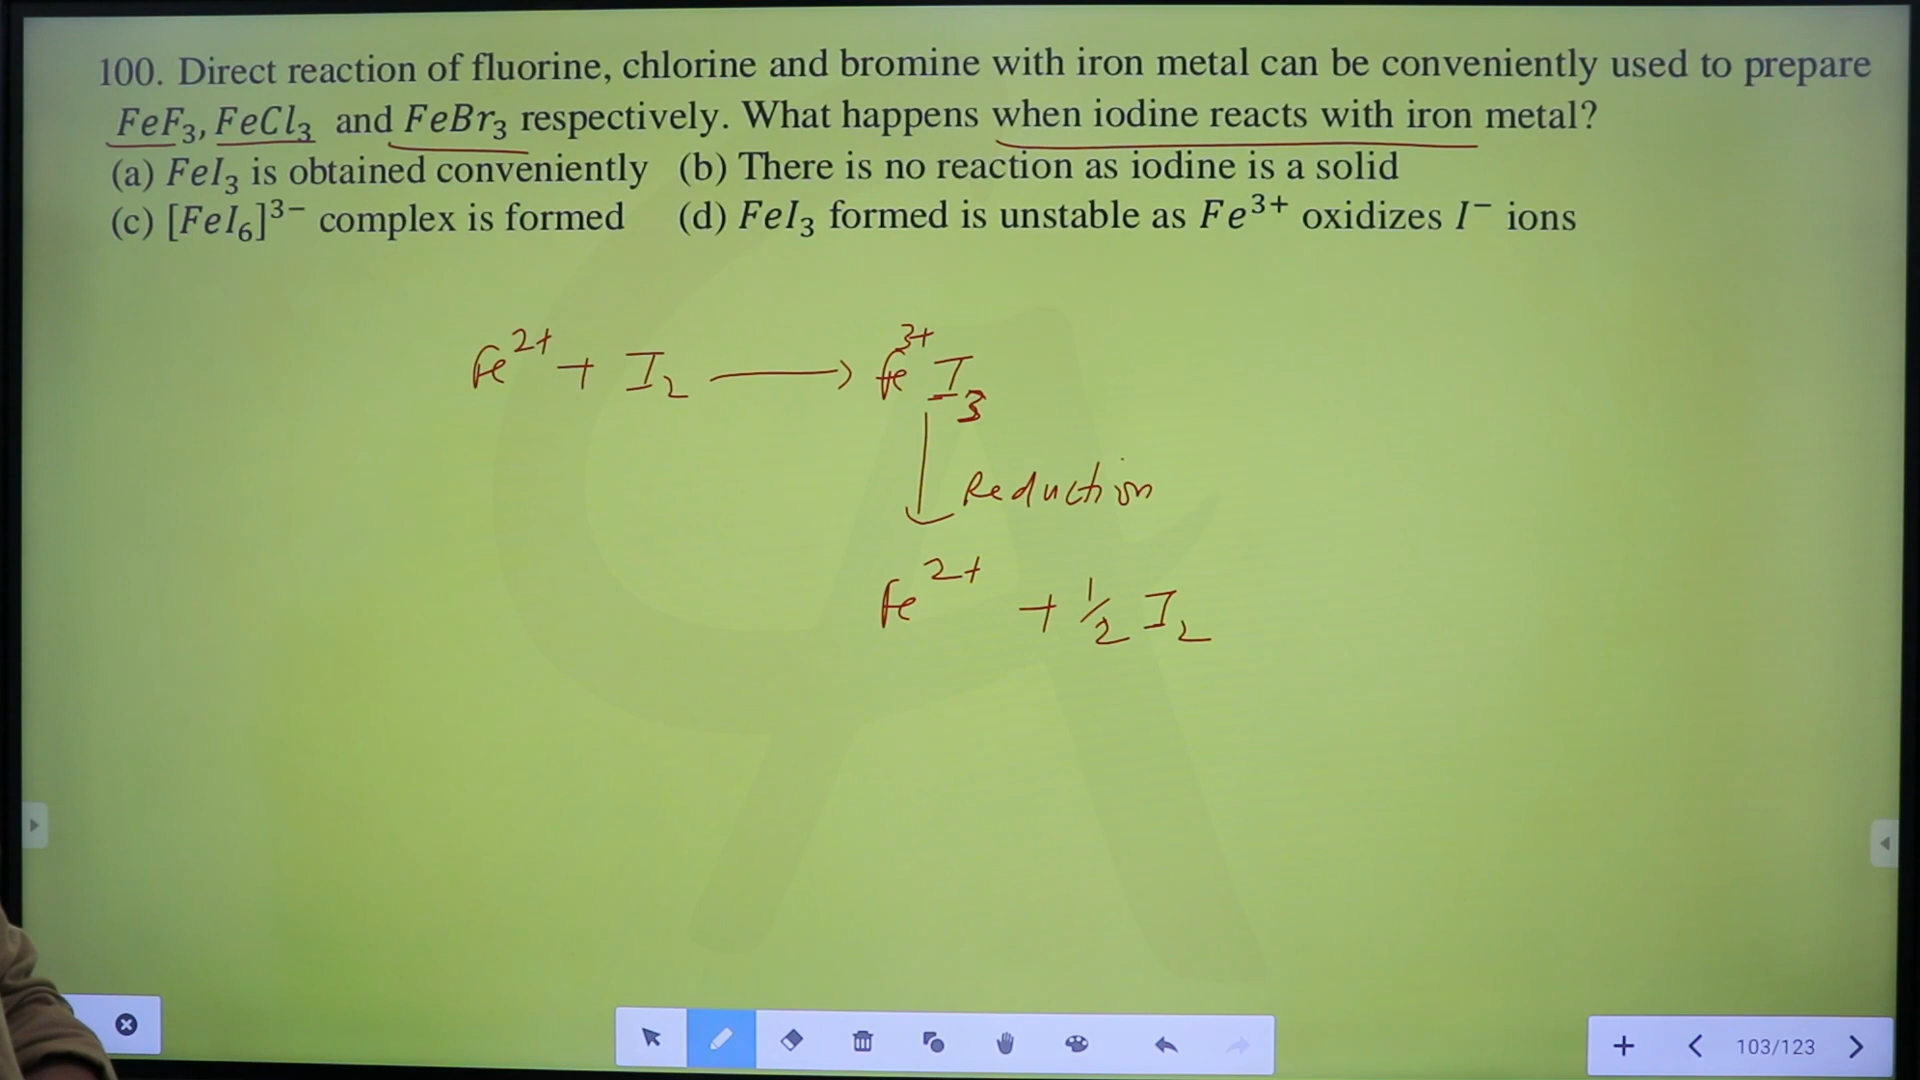 100. Direct reaction of fluorine, chlorine and bromine with iron metal can be conveniently used to prepare
FeF₃, FeCl₃ and FeBr₃ respectively. What happens when iodine reacts with iron metal?
(a) FeI₃ is obtained conveniently (b) There is no reaction as iodine is a solid
(c) [FeI₆]³⁻ complex is formed (d) FeI₃ formed is unstable as Fe³⁺ oxidizes I⁻ ions
Fe²⁺ + I₂ ⟶ Fe³⁺I₃
Reduction
Fe²⁺ + ½ I₂
103/123